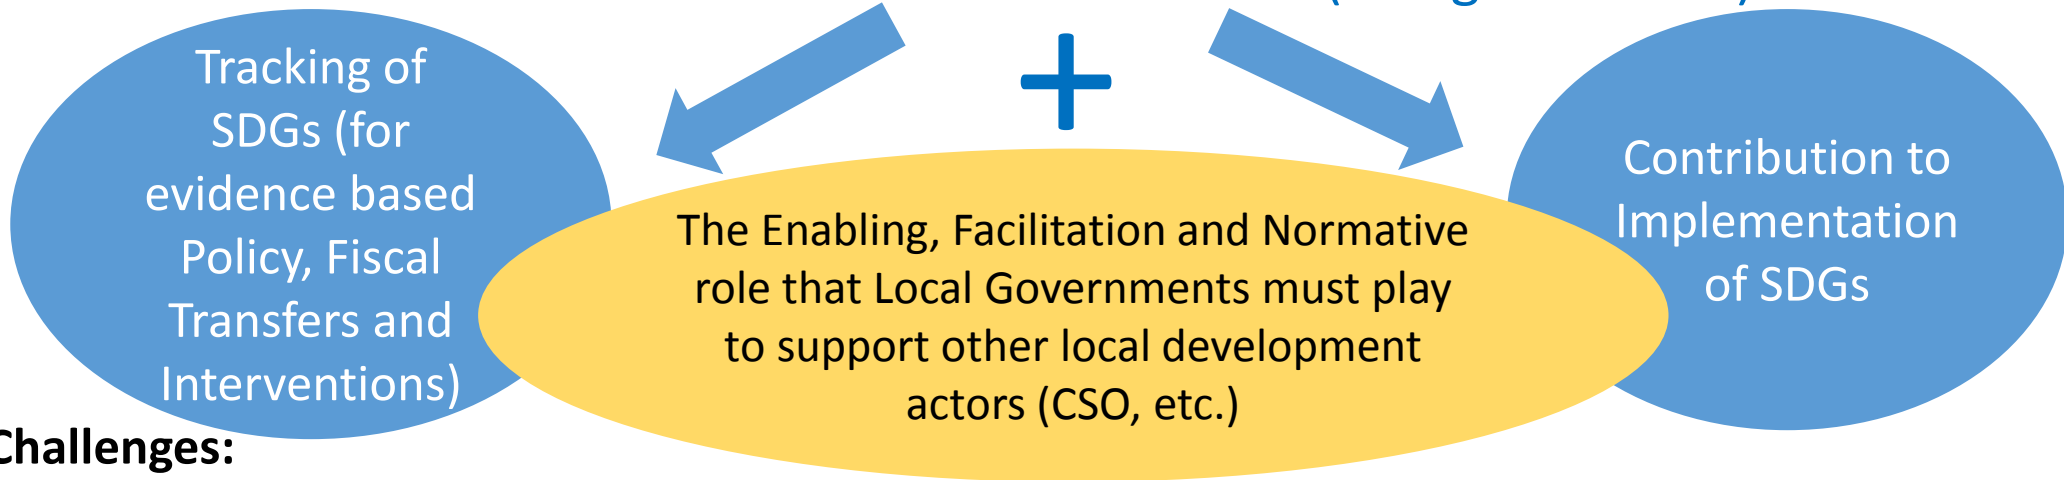 Tracking of
SDGs (for
evidence based
Policy, Fiscal
Transfers and
Interventions)
+
The Enabling, Facilitation and Normative
role that Local Governments must play
to support other local development
actors (CSO, etc.)
Contribution to
Implementation
of SDGs
Challenges: